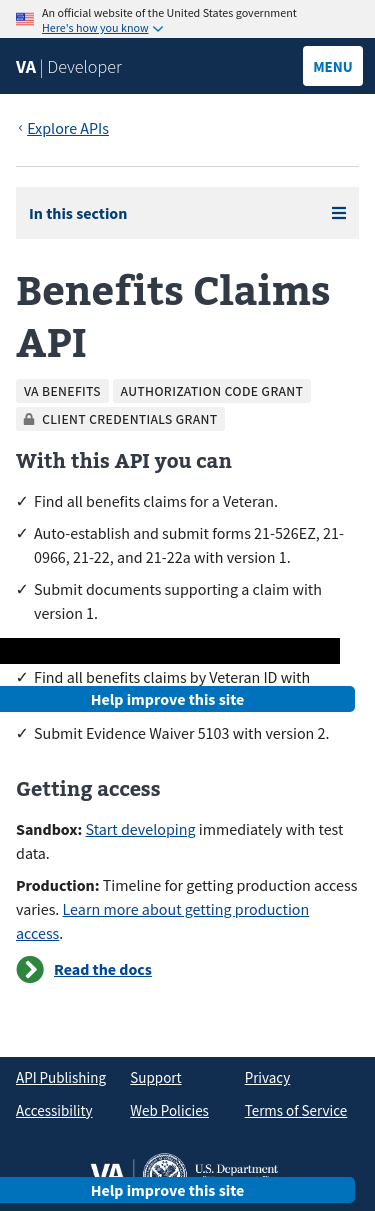 An official website of the United States government
Here's how you know
VA | Developer
MENU
‹ Explore APIs
In this section
Benefits Claims
API
VA BENEFITS
AUTHORIZATION CODE GRANT
CLIENT CREDENTIALS GRANT
With this API you can
✓ Find all benefits claims for a Veteran.
✓ Auto-establish and submit forms 21-526EZ, 21-
0966, 21-22, and 21-22a with version 1.
✓ Submit documents supporting a claim with
version 1.
✓ Find all benefits claims by Veteran ID with
Help improve this site
✓ Submit Evidence Waiver 5103 with version 2.
Getting access
Sandbox: Start developing immediately with test
data.
Production: Timeline for getting production access
varies. Learn more about getting production
access.
Read the docs
API Publishing Support Privacy
Accessibility Web Policies Terms of Service
VA | U.S. Department
Help improve this site